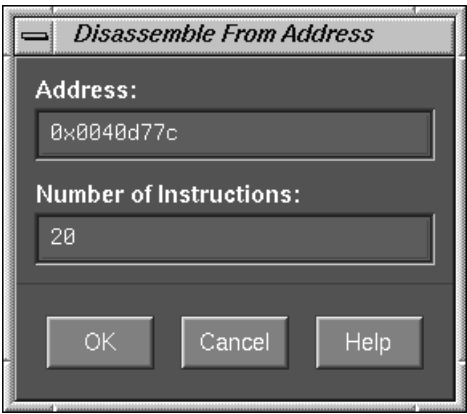 Disassemble From Address
Address:
0x0040d77c
Number of Instructions:
20
OK Cancel Help